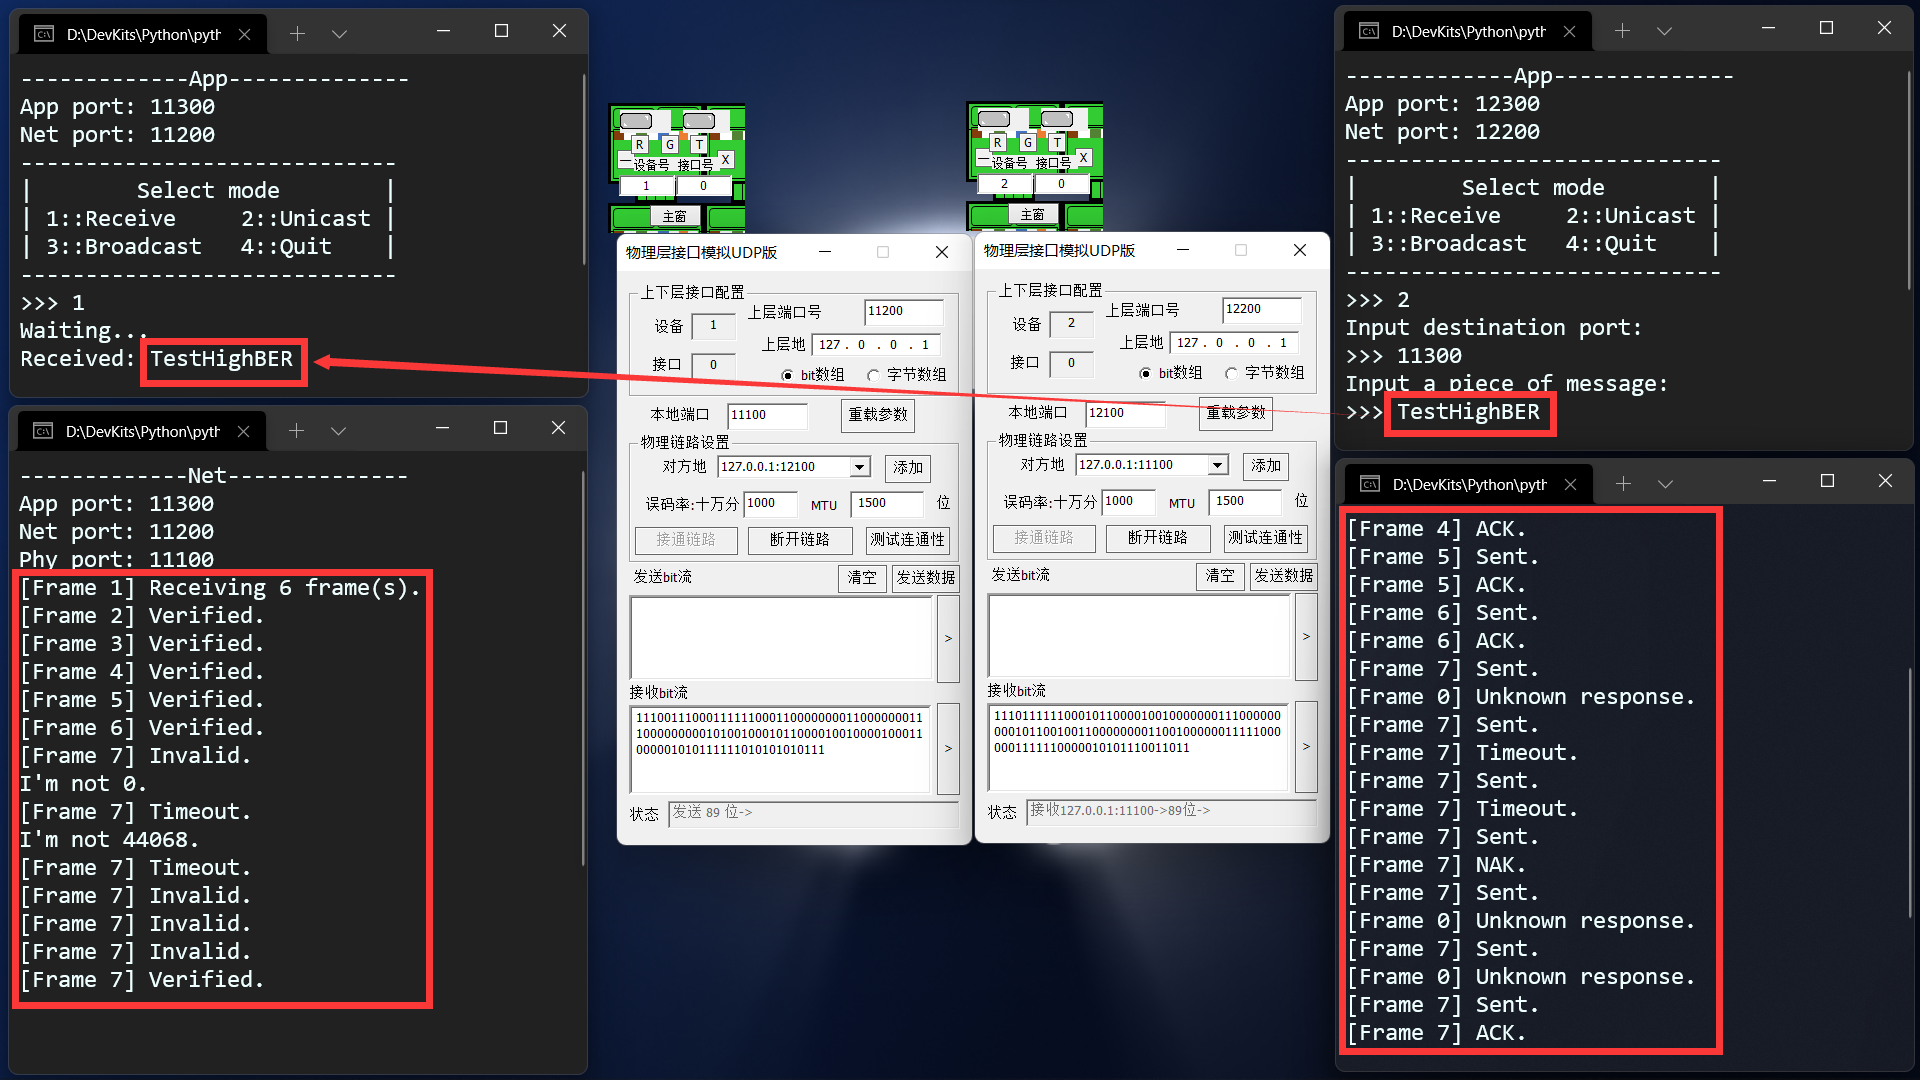 D:\DevKits\Python\pyth
-------------App--------------
App port: 11300
Net port: 11200
-----------------------------
| Select mode |
| 1::Receive 2::Unicast |
| 3::Broadcast 4::Quit |
-----------------------------
>>> 1
Waiting...
Received: TestHighBER
D:\DevKits\Python\pyth
-------------Net--------------
App port: 11300
Net port: 11200
Phy port: 11100
[Frame 1] Receiving 6 frame(s).
[Frame 2] Verified.
[Frame 3] Verified.
[Frame 4] Verified.
[Frame 5] Verified.
[Frame 6] Verified.
[Frame 7] Invalid.
I'm not 0.
[Frame 7] Timeout.
I'm not 44068.
[Frame 7] Timeout.
[Frame 7] Invalid.
[Frame 7] Invalid.
[Frame 7] Invalid.
[Frame 7] Verified.
R G T
设备号 接口号 X
1 0
主窗
物理层接口模拟UDP版
上下层接口配置
设备 1 上层端口号 11200
上层地 127 . 0 . 0 . 1
接口 0
bit数组 字节数组
本地端口 11100 重载参数
物理链路设置
对方地 127.0.0.1:12100 添加
误码率:十万分 1000 MTU 1500 位
接通链路 断开链路 测试连通性
发送bit流 清空 发送数据
>
接收bit流
>
状态 发送 89 位->
R G T
设备号 接口号 X
2 0
主窗
物理层接口模拟UDP版
上下层接口配置
设备 2 上层端口号 12200
上层地 127 . 0 . 0 . 1
接口 0
bit数组 字节数组
本地端口 12100 重载参数
物理链路设置
对方地 127.0.0.1:11100 添加
误码率:十万分 1000 MTU 1500 位
接通链路 断开链路 测试连通性
发送bit流 清空 发送数据
>
接收bit流
>
状态 接收127.0.0.1:11100->89位->
D:\DevKits\Python\pyth
-------------App--------------
App port: 12300
Net port: 12200
-----------------------------
| Select mode |
| 1::Receive 2::Unicast |
| 3::Broadcast 4::Quit |
-----------------------------
>>> 2
Input destination port:
>>> 11300
Input a piece of message:
>>> TestHighBER
D:\DevKits\Python\pyth
[Frame 4] ACK.
[Frame 5] Sent.
[Frame 5] ACK.
[Frame 6] Sent.
[Frame 6] ACK.
[Frame 7] Sent.
[Frame 0] Unknown response.
[Frame 7] Sent.
[Frame 7] Timeout.
[Frame 7] Sent.
[Frame 7] Timeout.
[Frame 7] Sent.
[Frame 7] NAK.
[Frame 7] Sent.
[Frame 0] Unknown response.
[Frame 7] Sent.
[Frame 0] Unknown response.
[Frame 7] Sent.
[Frame 7] ACK.